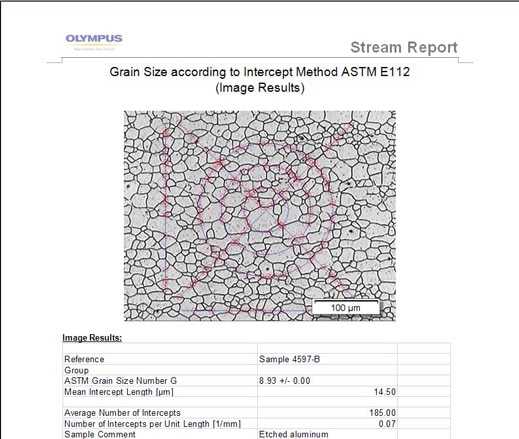 OLYMPUS
Your Vision, Our Future
Stream Report
Grain Size according to Intercept Method ASTM E112
(Image Results)
100 µm
Image Results:
Reference Sample 4597-B
Group
ASTM Grain Size Number G 8.93 +/- 0.00
Mean Intercept Length [µm] 14.50
Average Number of Intercepts 185.00
Number of Intercepts per Unit Length [1/mm] 0.07
Sample Comment Etched aluminum